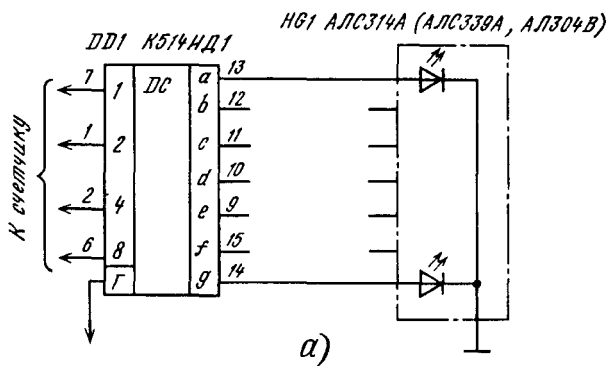 HG1 АЛС314А (АЛС339А, АЛ304В)
DD1 К514ИД1
К счетчику
7 1 DC a 13
b 12
1 2 c 11
d 10
2 4 e 9
6 8 f 15
Г g 14
а)